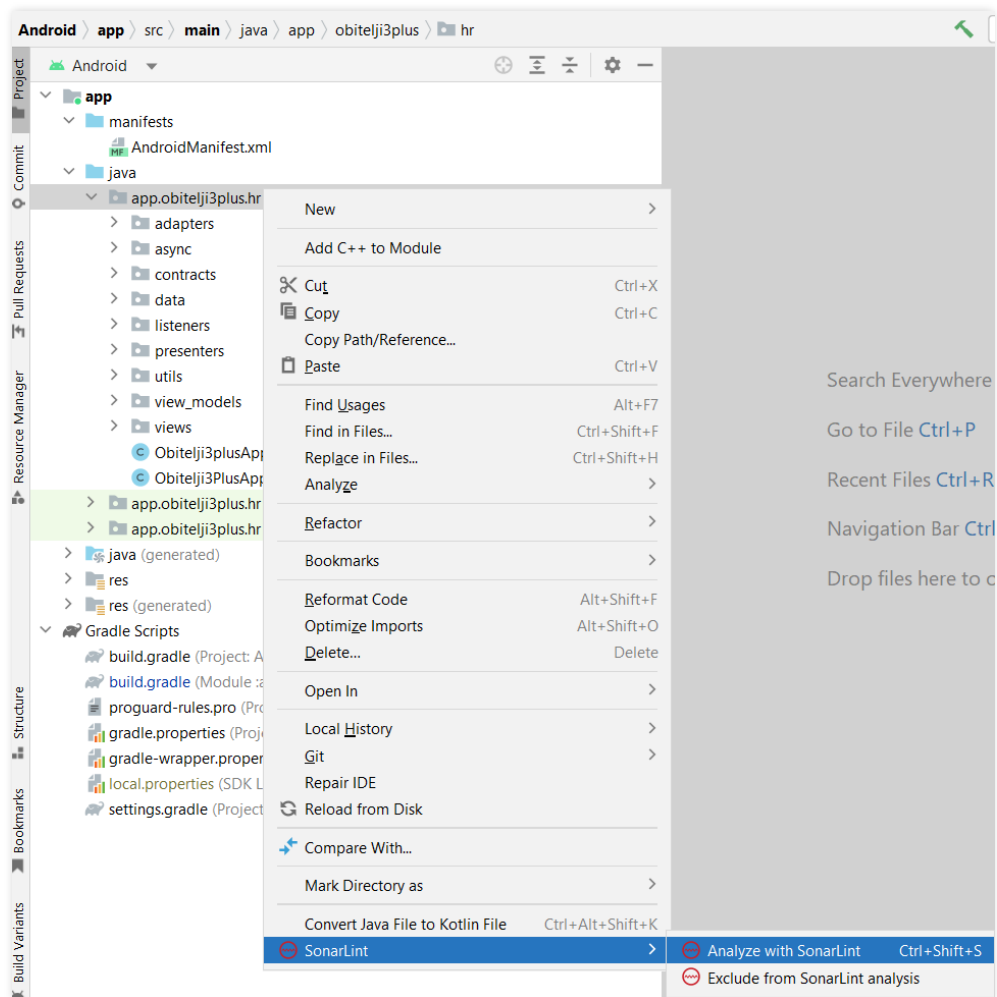 Android app src main java app obitelji3plus hr
Android
Project
Commit
Pull Requests
Resource Manager
Structure
Bookmarks
Build Variants
app
manifests
MF AndroidManifest.xml
java
app.obitelji3plus.hr
adapters
async
contracts
data
listeners
presenters
utils
view_models
views
C Obitelji3plusApp
C Obitelji3PlusApp
app.obitelji3plus.hr
app.obitelji3plus.hr
java (generated)
res
res (generated)
Gradle Scripts
build.gradle (Project: A
build.gradle (Module :a
proguard-rules.pro (Pro
gradle.properties (Proje
gradle-wrapper.proper
local.properties (SDK L
settings.gradle (Project
New
Add C++ to Module
Cut Ctrl+X
Copy Ctrl+C
Copy Path/Reference...
Paste Ctrl+V
Find Usages Alt+F7
Find in Files... Ctrl+Shift+F
Replace in Files... Ctrl+Shift+H
Analyze
Refactor
Bookmarks
Reformat Code Alt+Shift+F
Optimize Imports Alt+Shift+O
Delete... Delete
Open In
Local History
Git
Repair IDE
Reload from Disk
Compare With...
Mark Directory as
Convert Java File to Kotlin File Ctrl+Alt+Shift+K
SonarLint
Analyze with SonarLint Ctrl+Shift+S
Exclude from SonarLint analysis
Search Everywhere
Go to File Ctrl+P
Recent Files Ctrl+R
Navigation Bar Ctrl
Drop files here to o